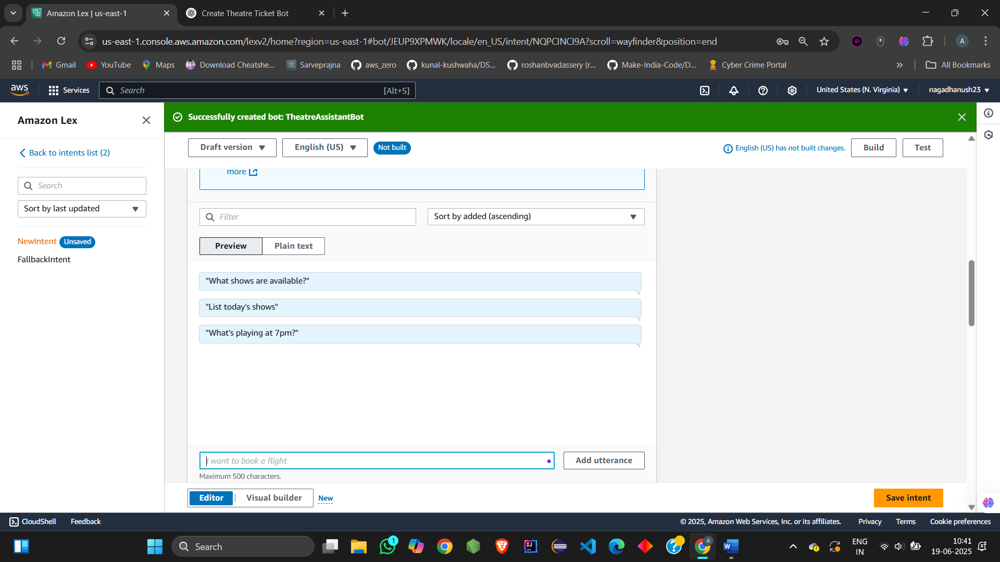 Amazon Lex | us-east-1
Create Theatre Ticket Bot
us-east-1.console.aws.amazon.com/lexv2/home?region=us-east-1#bot/JEUP9XPMWK/locale/en_US/intent/NQPCINCI9A?scroll=wayfinder&position=end
A
Gmail
YouTube
Maps
Download Cheatshe...
Sarveprajna
aws_zero
kunal-kushwaha/DS...
roshanbvadassery (r...
Make-India-Code/D...
Cyber Crime Portal
All Bookmarks
aws
Services
Search
[Alt+S]
United States (N. Virginia)
nagadhanush23
Amazon Lex
Successfully created bot: TheatreAssistantBot
Back to intents list (2)
Draft version
English (US)
Not built
English (US) has not built changes.
Build
Test
more
Search
Sort by last updated
Filter
Sort by added (ascending)
NewIntent
Unsaved
Preview
Plain text
FallbackIntent
"What shows are available?"
"List today's shows"
"What's playing at 7pm?"
I want to book a flight
Add utterance
Maximum 500 characters.
Editor
Visual builder
New
Save intent
CloudShell
Feedback
© 2025, Amazon Web Services, Inc. or its affiliates.
Privacy
Terms
Cookie preferences
Search
1
A
ENG
IN
10:41
19-06-2025